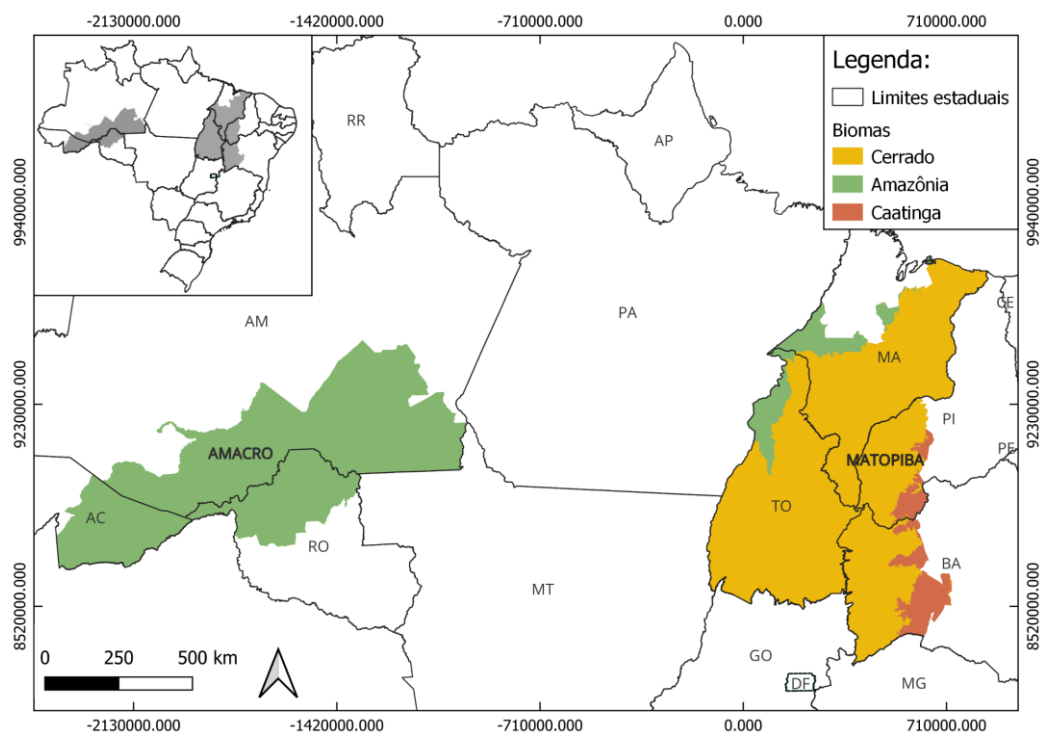 -2130000.000 -1420000.000 -710000.000 0.000 710000.000
Legenda:
Limites estaduais
Biomas
Cerrado
Amazônia
Caatinga
RR
AP
9940000.000
9940000.000
AM
PA
CE
MA
9230000.000
9230000.000
PI
AMACRO
MATOPIBA
PE
AC
TO
RO
BA
MT
8520000.000
8520000.000
0 250 500 km
GO
DF
MG
-2130000.000 -1420000.000 -710000.000 0.000 710000.000